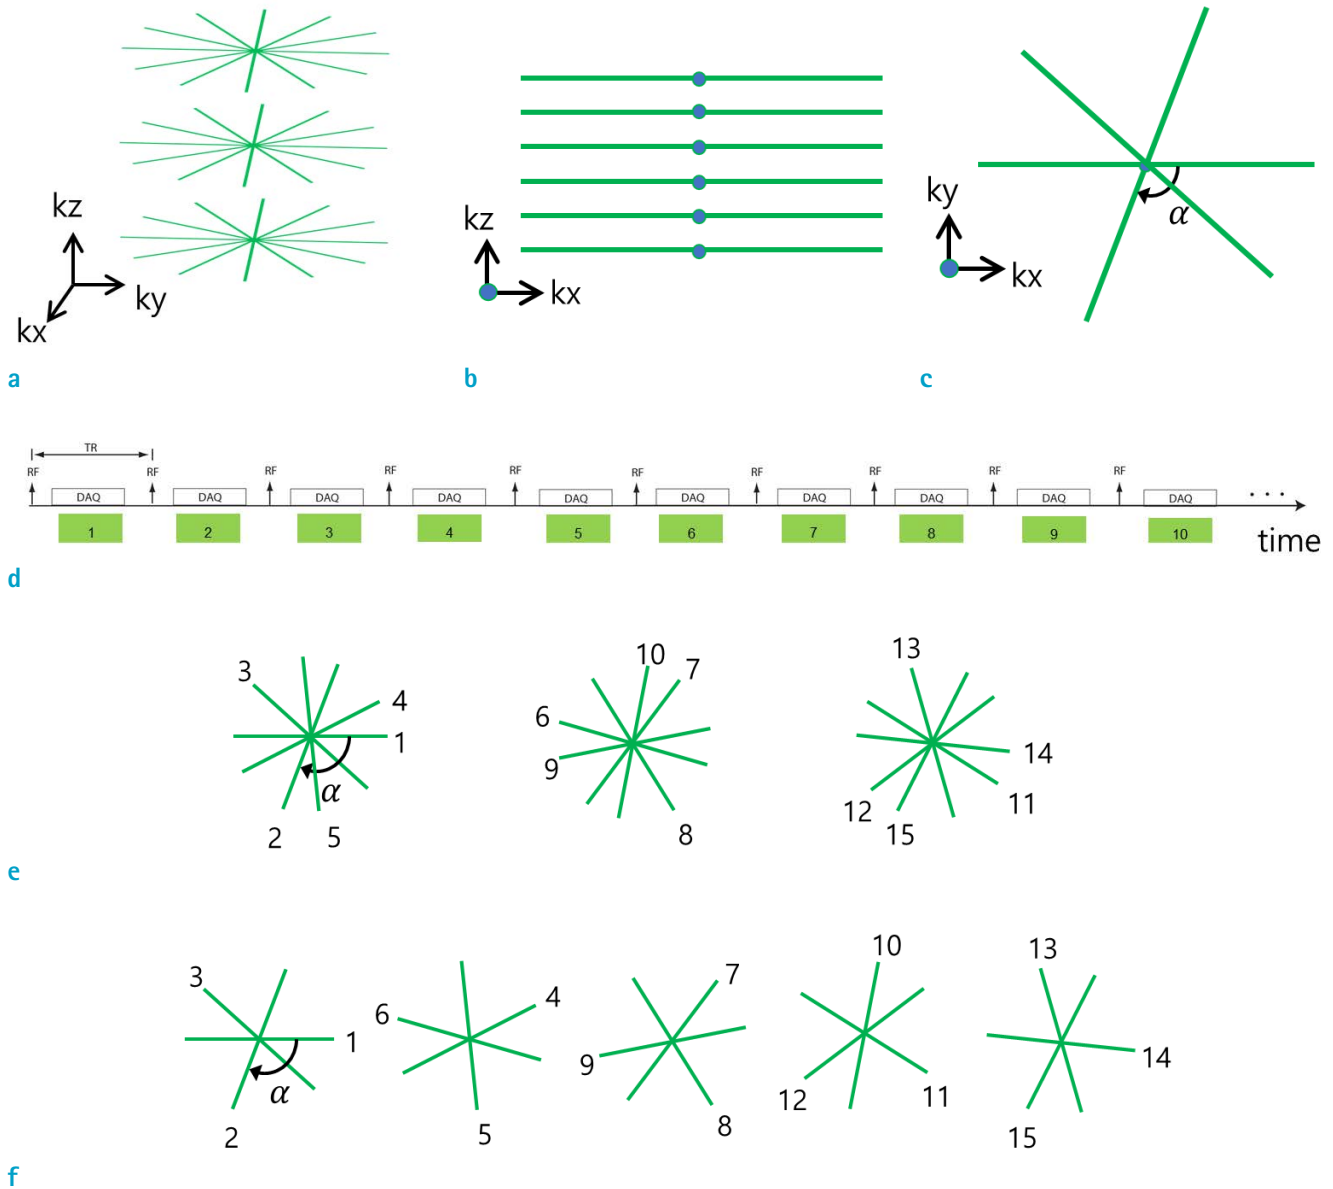 kz
ky
kx
kz
kx
ky
kx
α
a
b
c
TR
RF RF RF RF RF RF RF RF RF RF
DAQ DAQ DAQ DAQ DAQ DAQ DAQ DAQ DAQ DAQ ...
1 2 3 4 5 6 7 8 9 10
time
d
3
4
1
α
2 5
10 7
6
9
8
13
14
11
12
15
e
3
1
α
2
6
4
5
7
9
8
10
12
11
13
14
15
f